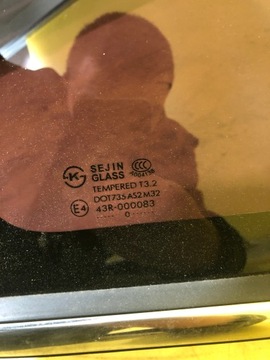 SEJIN
GLASS
TEMPERED T3.2
DOT735 AS2 M32
E4 43R-000083